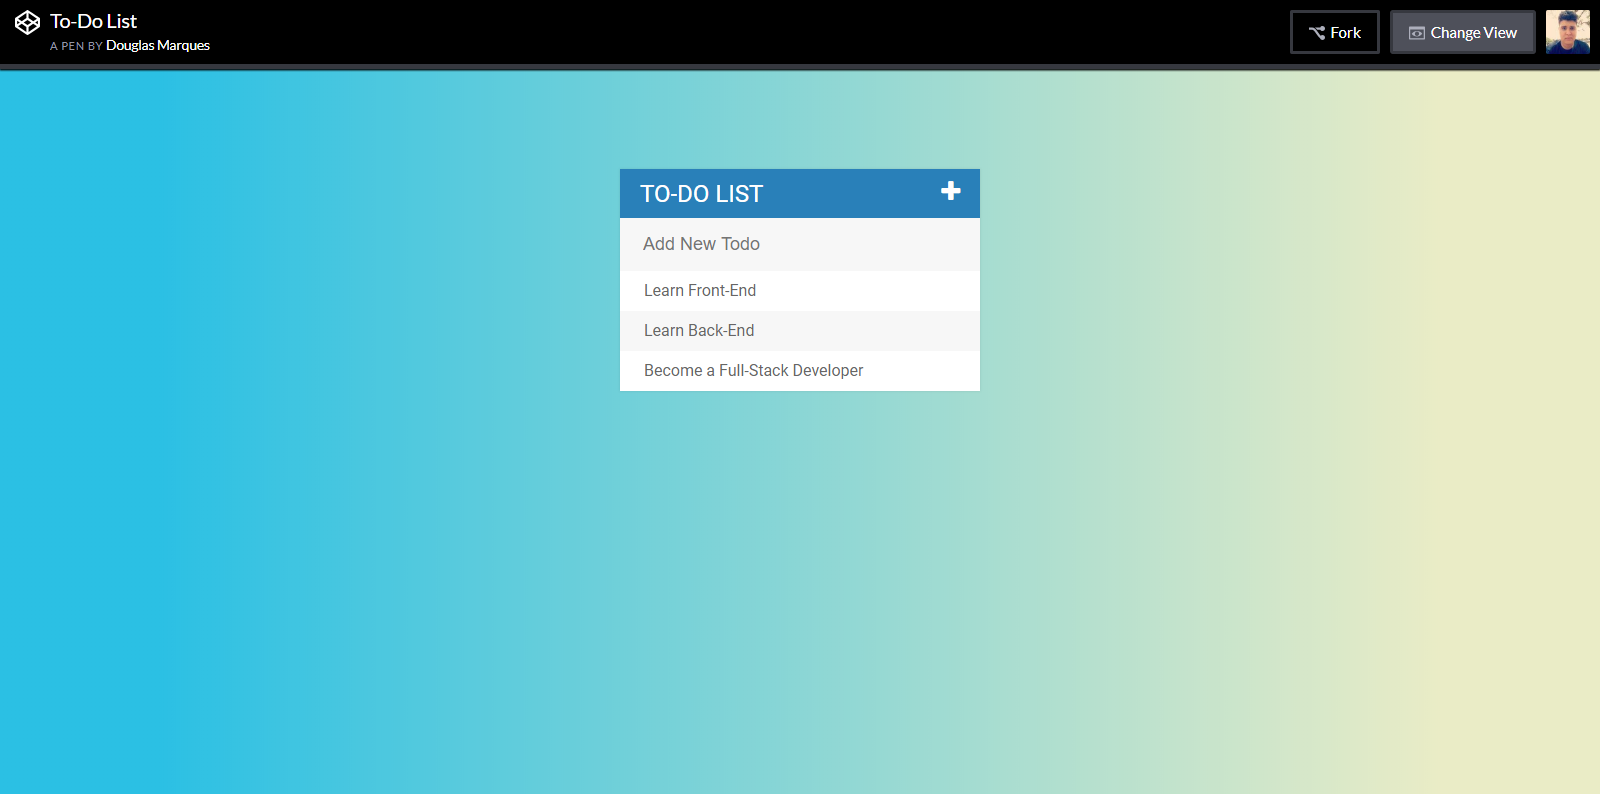 To-Do List
A PEN BY Douglas Marques
Fork
Change View
TO-DO LIST
Add New Todo
Learn Front-End
Learn Back-End
Become a Full-Stack Developer